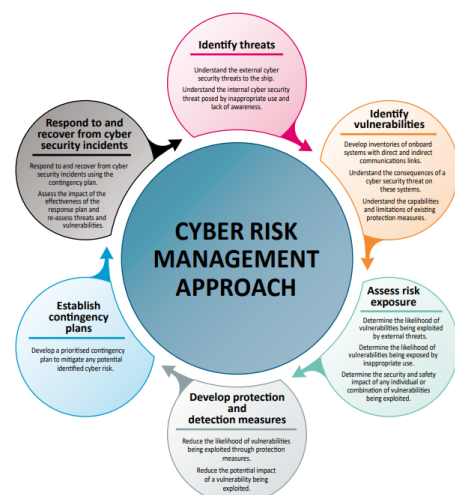 Identify threats
Understand the external cyber
security threats to the ship.
Understand the internal cyber security
threat posed by inappropriate use and
lack of awareness.
Identify
vulnerabilities
Develop inventories of onboard
systems with direct and indirect
communications links.
Understand the consequences of a
cyber security threat on
these systems.
Understand the capabilities
and limitations of existing
protection measures.
Assess risk
exposure
Determine the likelihood of
vulnerabilities being exploited
by external threats.
Determine the likelihood of
vulnerabilities being exposed by
inappropriate use.
Determine the security and safety
impact of any individual or
combination of vulnerabilities
being exploited.
Develop protection
and
detection measures
Reduce the likelihood of vulnerabilities
being exploited through protection
measures.
Reduce the potential impact
of a vulnerability being
exploited.
Establish
contingency
plans
Develop a prioritised contingency
plan to mitigate any potential
identified cyber risk.
Respond to and
recover from cyber
security incidents
Respond to and recover from cyber
security incidents using the
contingency plan.
Assess the impact of the
effectiveness of the
response plan and
re-assess threats and
vulnerabilities.
CYBER RISK
MANAGEMENT
APPROACH